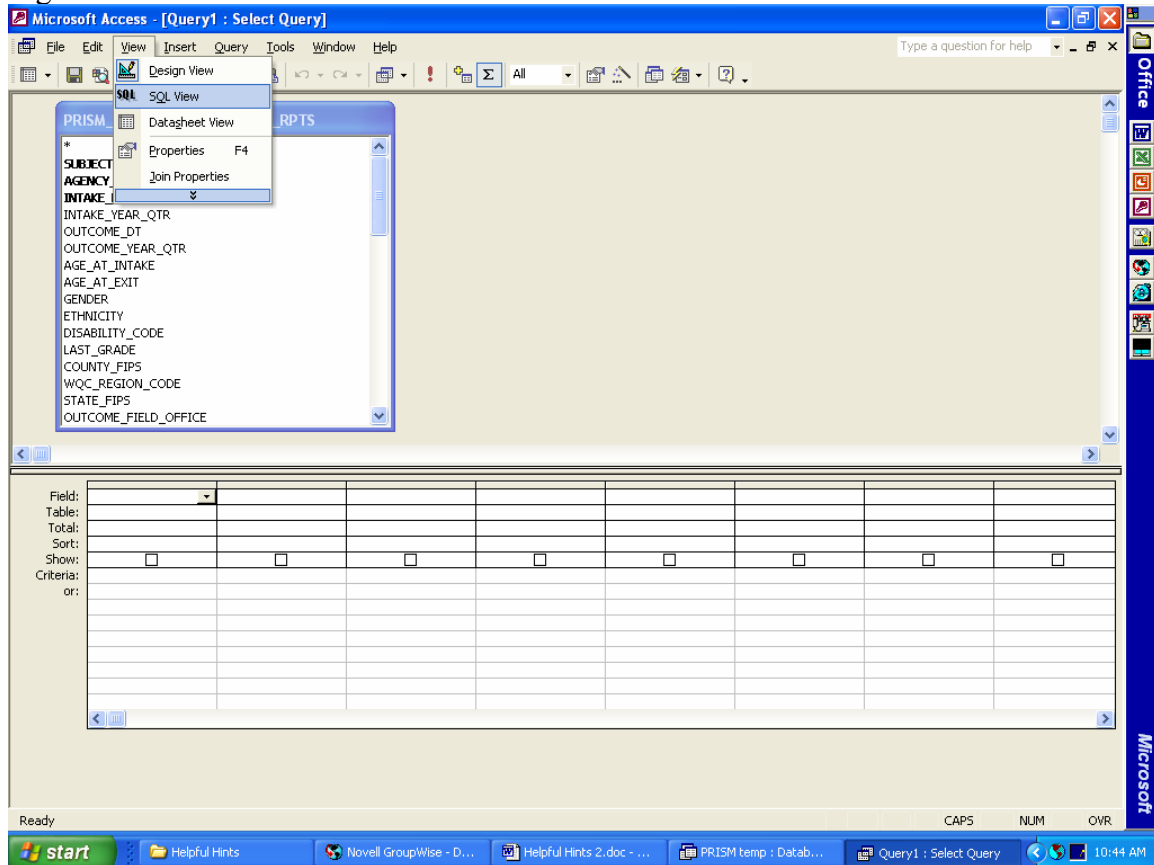 Microsoft Access - [Query1 : Select Query]
File Edit View Insert Query Tools Window Help
Type a question for help
All
Design View
SQL SQL View
Datasheet View
Properties F4
Join Properties
PRISM_ _RPTS
*
SUBJECT
AGENCY_
INTAKE_
INTAKE_YEAR_QTR
OUTCOME_DT
OUTCOME_YEAR_QTR
AGE_AT_INTAKE
AGE_AT_EXIT
GENDER
ETHNICITY
DISABILITY_CODE
LAST_GRADE
COUNTY_FIPS
WQC_REGION_CODE
STATE_FIPS
OUTCOME_FIELD_OFFICE
Field:
Table:
Total:
Sort:
Show:
Criteria:
or:
Ready
CAPS NUM OVR
start
Helpful Hints
Novell GroupWise - D...
Helpful Hints 2.doc - ...
PRISM temp : Datab...
Query1 : Select Query
10:44 AM
Office
Microsoft